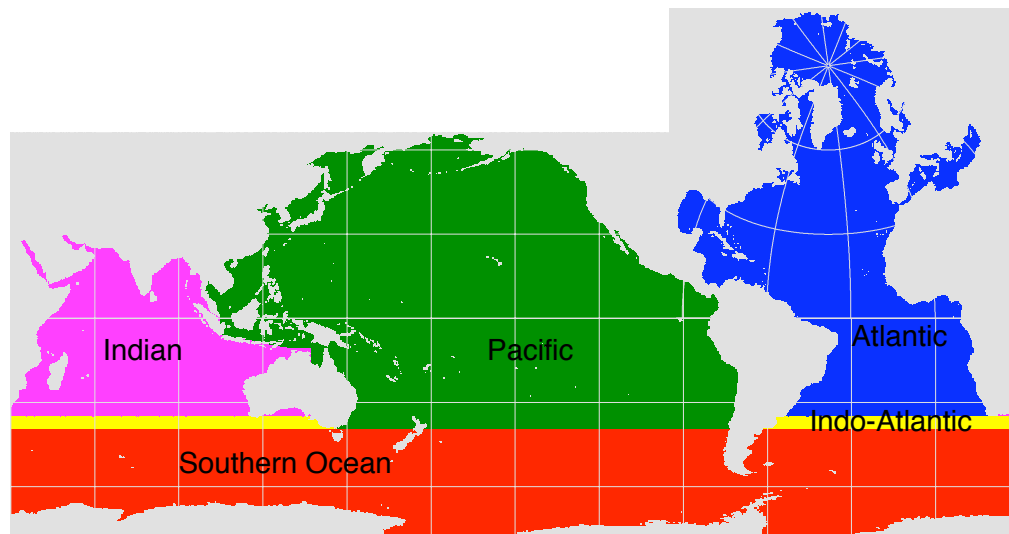 Atlantic
Indian
Pacific
Indo-Atlantic
Southern Ocean